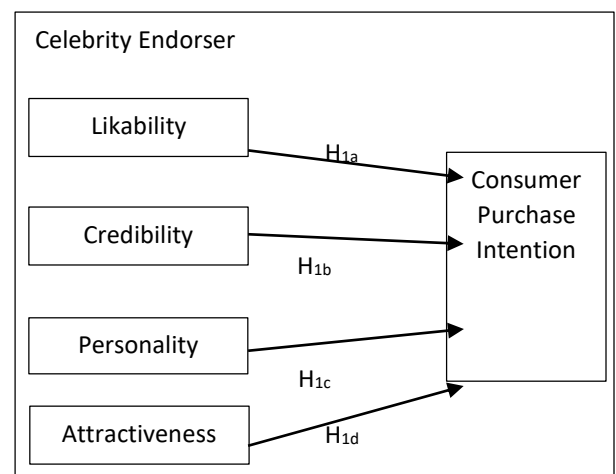 Celebrity Endorser
Likability
H1a
Consumer
Purchase
Intention
Credibility
H1b
Personality
H1c
Attractiveness
H1d